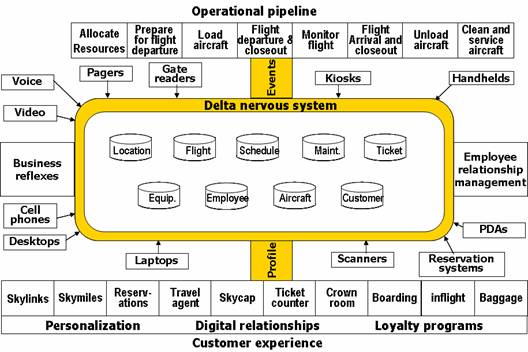 Operational pipeline
Allocate
Resources
Prepare
for flight
departure
Load
aircraft
Flight
departure &
closeout
Monitor
flight
Flight
Arrival and
closeout
Unload
aircraft
Clean and
service
aircraft
Voice
Pagers
Gate
readers
Events
Kiosks
Handhelds
Video
Delta nervous system
Location
Flight
Schedule
Maint.
Ticket
Business
reflexes
Employee
relationship
management
Equip.
Employee
Aircraft
Customer
Cell
phones
Desktops
PDAs
Laptops
Profile
Scanners
Reservation
systems
Skylinks
Skymiles
Reserv-
ations
Travel
agent
Skycap
Ticket
counter
Crown
room
Boarding
inflight
Baggage
Personalization
Digital relationships
Loyalty programs
Customer experience